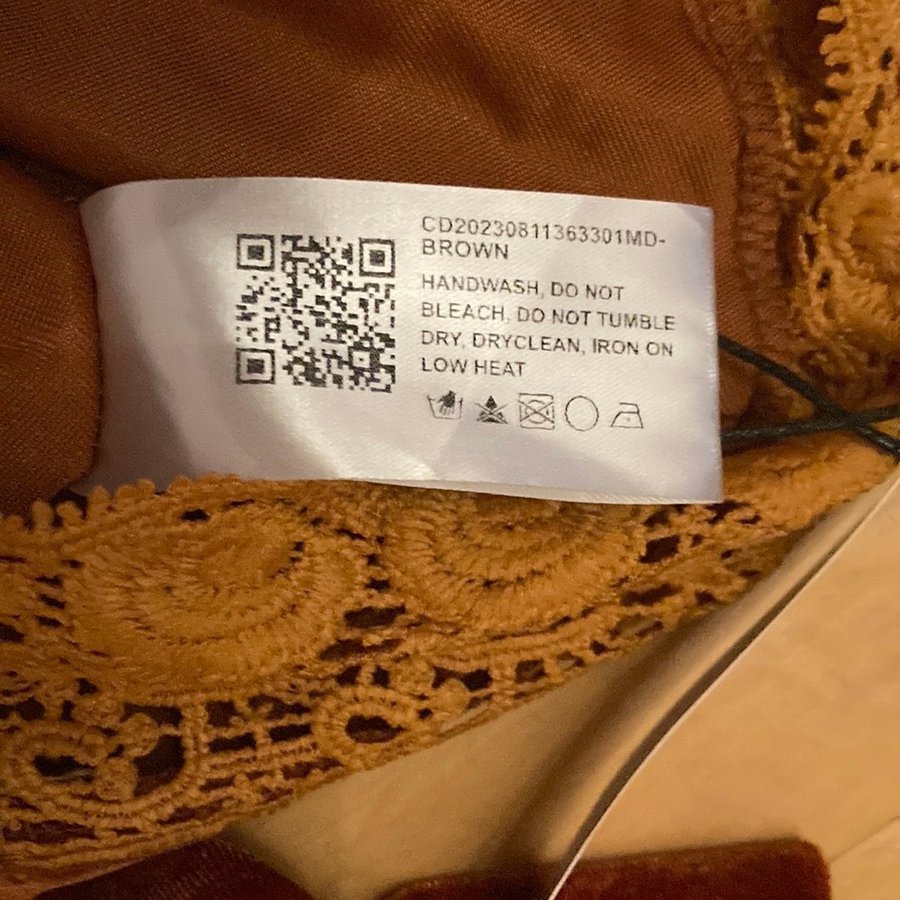 CD20230811363301MD-
BROWN
HANDWASH, DO NOT
BLEACH. DO NOT TUMBLE
DRY, DRYCLEAN, IRON ON
LOW HEAT